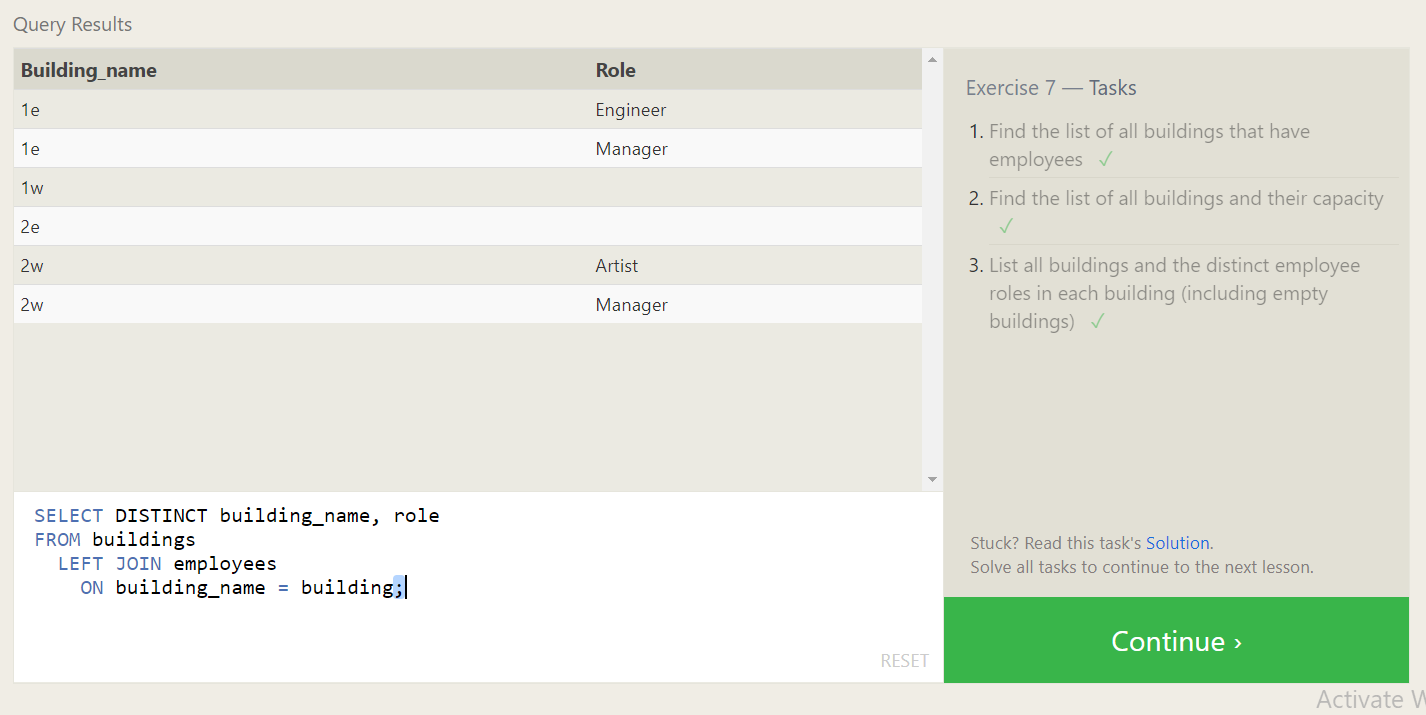 Query Results
Building_name Role
1e Engineer
1e Manager
1w
2e
2w Artist
2w Manager
SELECT DISTINCT building_name, role
FROM buildings
LEFT JOIN employees
ON building_name = building;
RESET
Exercise 7 — Tasks
1. Find the list of all buildings that have
employees ✓
2. Find the list of all buildings and their capacity
✓
3. List all buildings and the distinct employee
roles in each building (including empty
buildings) ✓
Stuck? Read this task's Solution.
Solve all tasks to continue to the next lesson.
Continue ›
Activate W